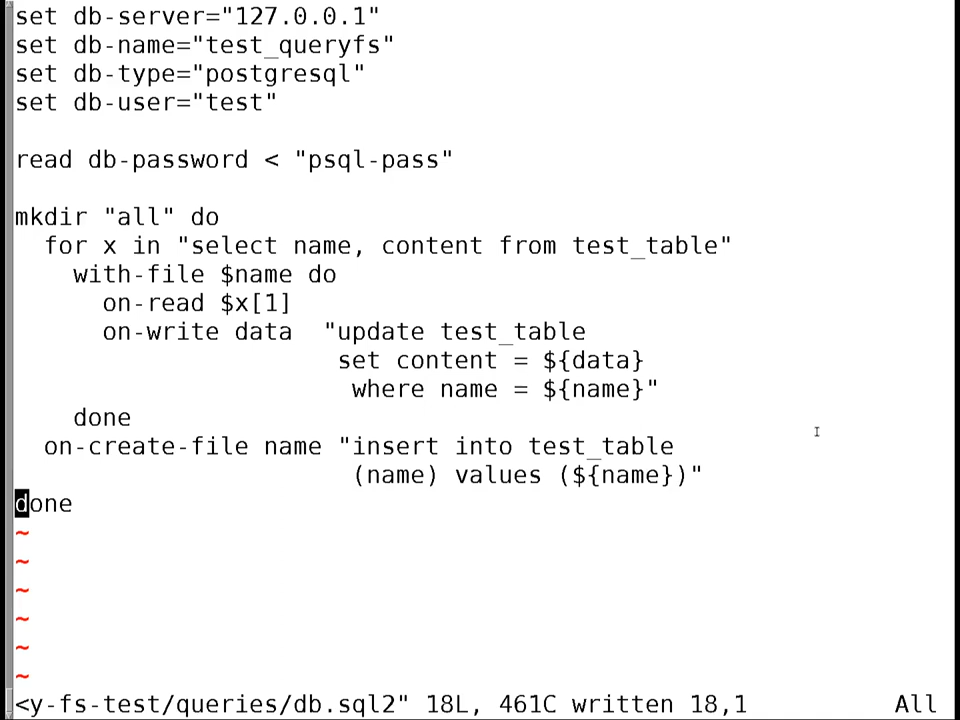 set db-server="127.0.0.1"
set db-name="test_queryfs"
set db-type="postgresql"
set db-user="test"
read db-password < "psql-pass"
mkdir "all" do
  for x in "select name, content from test_table"
    with-file $name do
      on-read $x[1]
      on-write data  "update test_table
                      set content = ${data}
                       where name = ${name}"
    done
  on-create-file name "insert into test_table
                       (name) values (${name})"
done
~
~
~
~
~
~
<y-fs-test/queries/db.sql2" 18L, 461C written 18,1          All